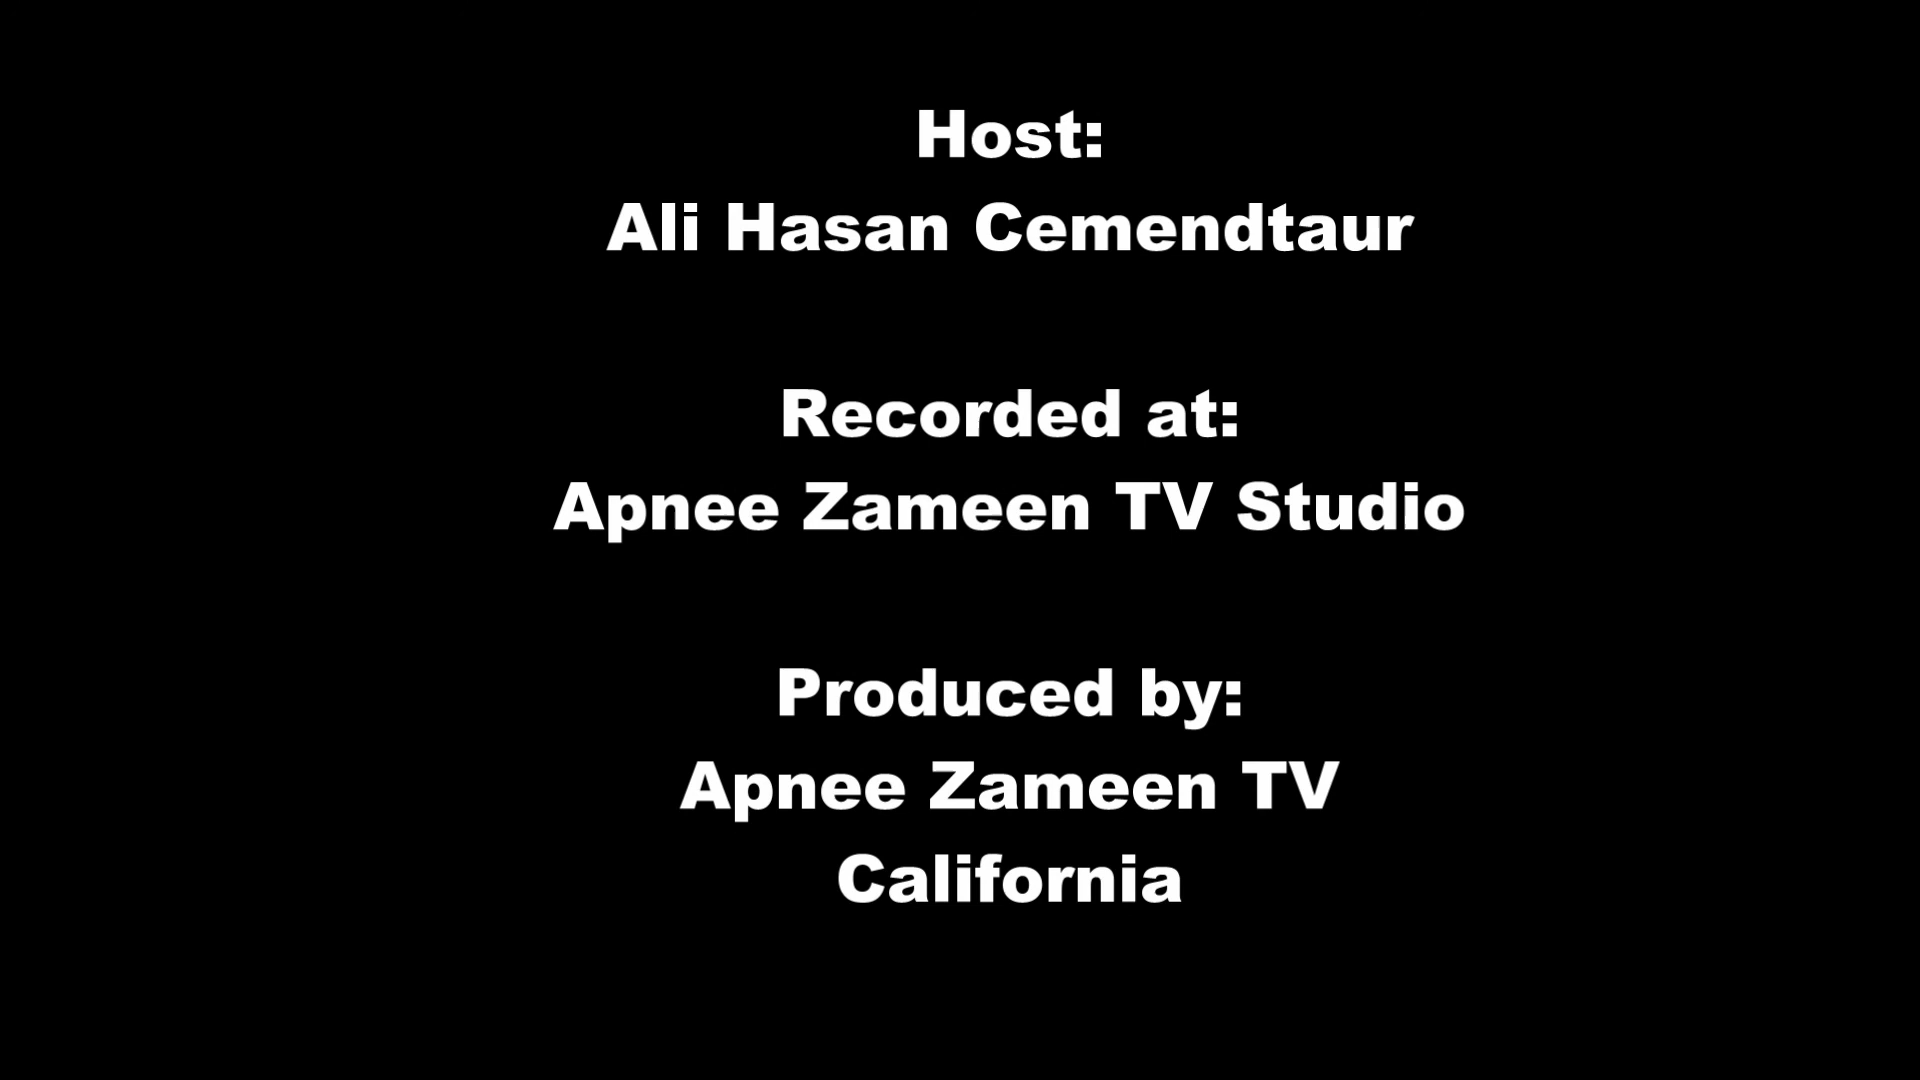 Host:
Ali Hasan Cemendtaur
Recorded at:
Apnee Zameen TV Studio
Produced by:
Apnee Zameen TV
California